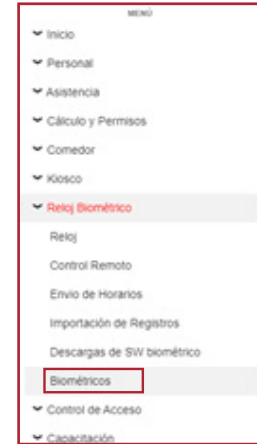 MENÚ
Inicio
Personal
Asistencia
Cálculo y Permisos
Comedor
Kiosco
Reloj Biométrico
Reloj
Control Remoto
Envio de Horarios
Importación de Registros
Descargas de SW biométrico
Biométricos
Control de Acceso
Capacitación